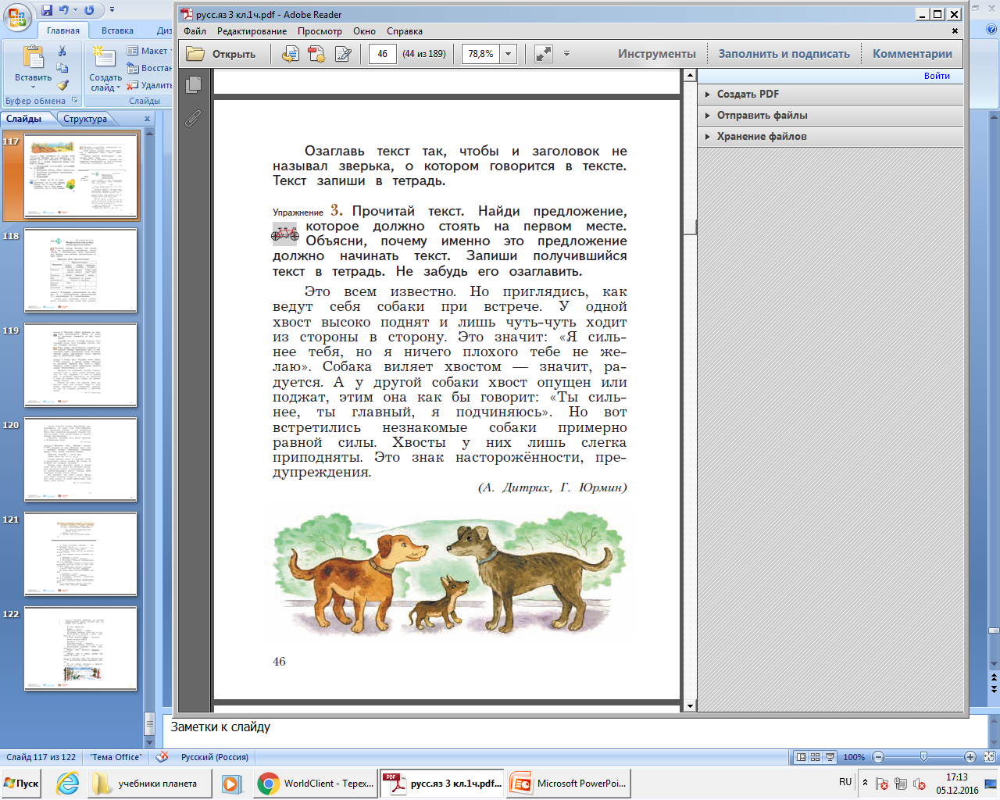 русс.яз 3 кл.1ч.pdf - Adobe Reader
Файл Редактирование Просмотр Окно Справка
Открыть 46 (44 из 189) 78,8% Инструменты Заполнить и подписать Комментарии
Войти
Создать PDF
Отправить файлы
Хранение файлов
Главная Вставка Диз
Вставить
Создать слайд
Макет
Восстан
Удалить
Буфер обмена Слайды
Слайды Структура
117
118
119
120
121
122
Озаглавь текст так, чтобы и заголовок не
называл зверька, о котором говорится в тексте.
Текст запиши в тетрадь.
Упражнение 3. Прочитай текст. Найди предложение,
которое должно стоять на первом месте.
Объясни, почему именно это предложение
должно начинать текст. Запиши получившийся
текст в тетрадь. Не забудь его озаглавить.
Это всем известно. Но приглядись, как
ведут себя собаки при встрече. У одной
хвост высоко поднят и лишь чуть-чуть ходит
из стороны в сторону. Это значит: «Я силь-
нее тебя, но я ничего плохого тебе не же-
лаю». Собака виляет хвостом — значит, ра-
дуется. А у другой собаки хвост опущен или
поджат, этим она как бы говорит: «Ты силь-
нее, ты главный, я подчиняюсь». Но вот
встретились незнакомые собаки примерно
равной силы. Хвосты у них лишь слегка
приподняты. Это знак насторожённости, пре-
дупреждения.
(А. Дитрих, Г. Юрмин)
46
Заметки к слайду
Слайд 117 из 122 "Тема Office" Русский (Россия) 100%
Пуск учебники планета WorldClient - Терех... русс.яз 3 кл.1ч.pdf... Microsoft PowerPoi... RU 17:13
05.12.2016